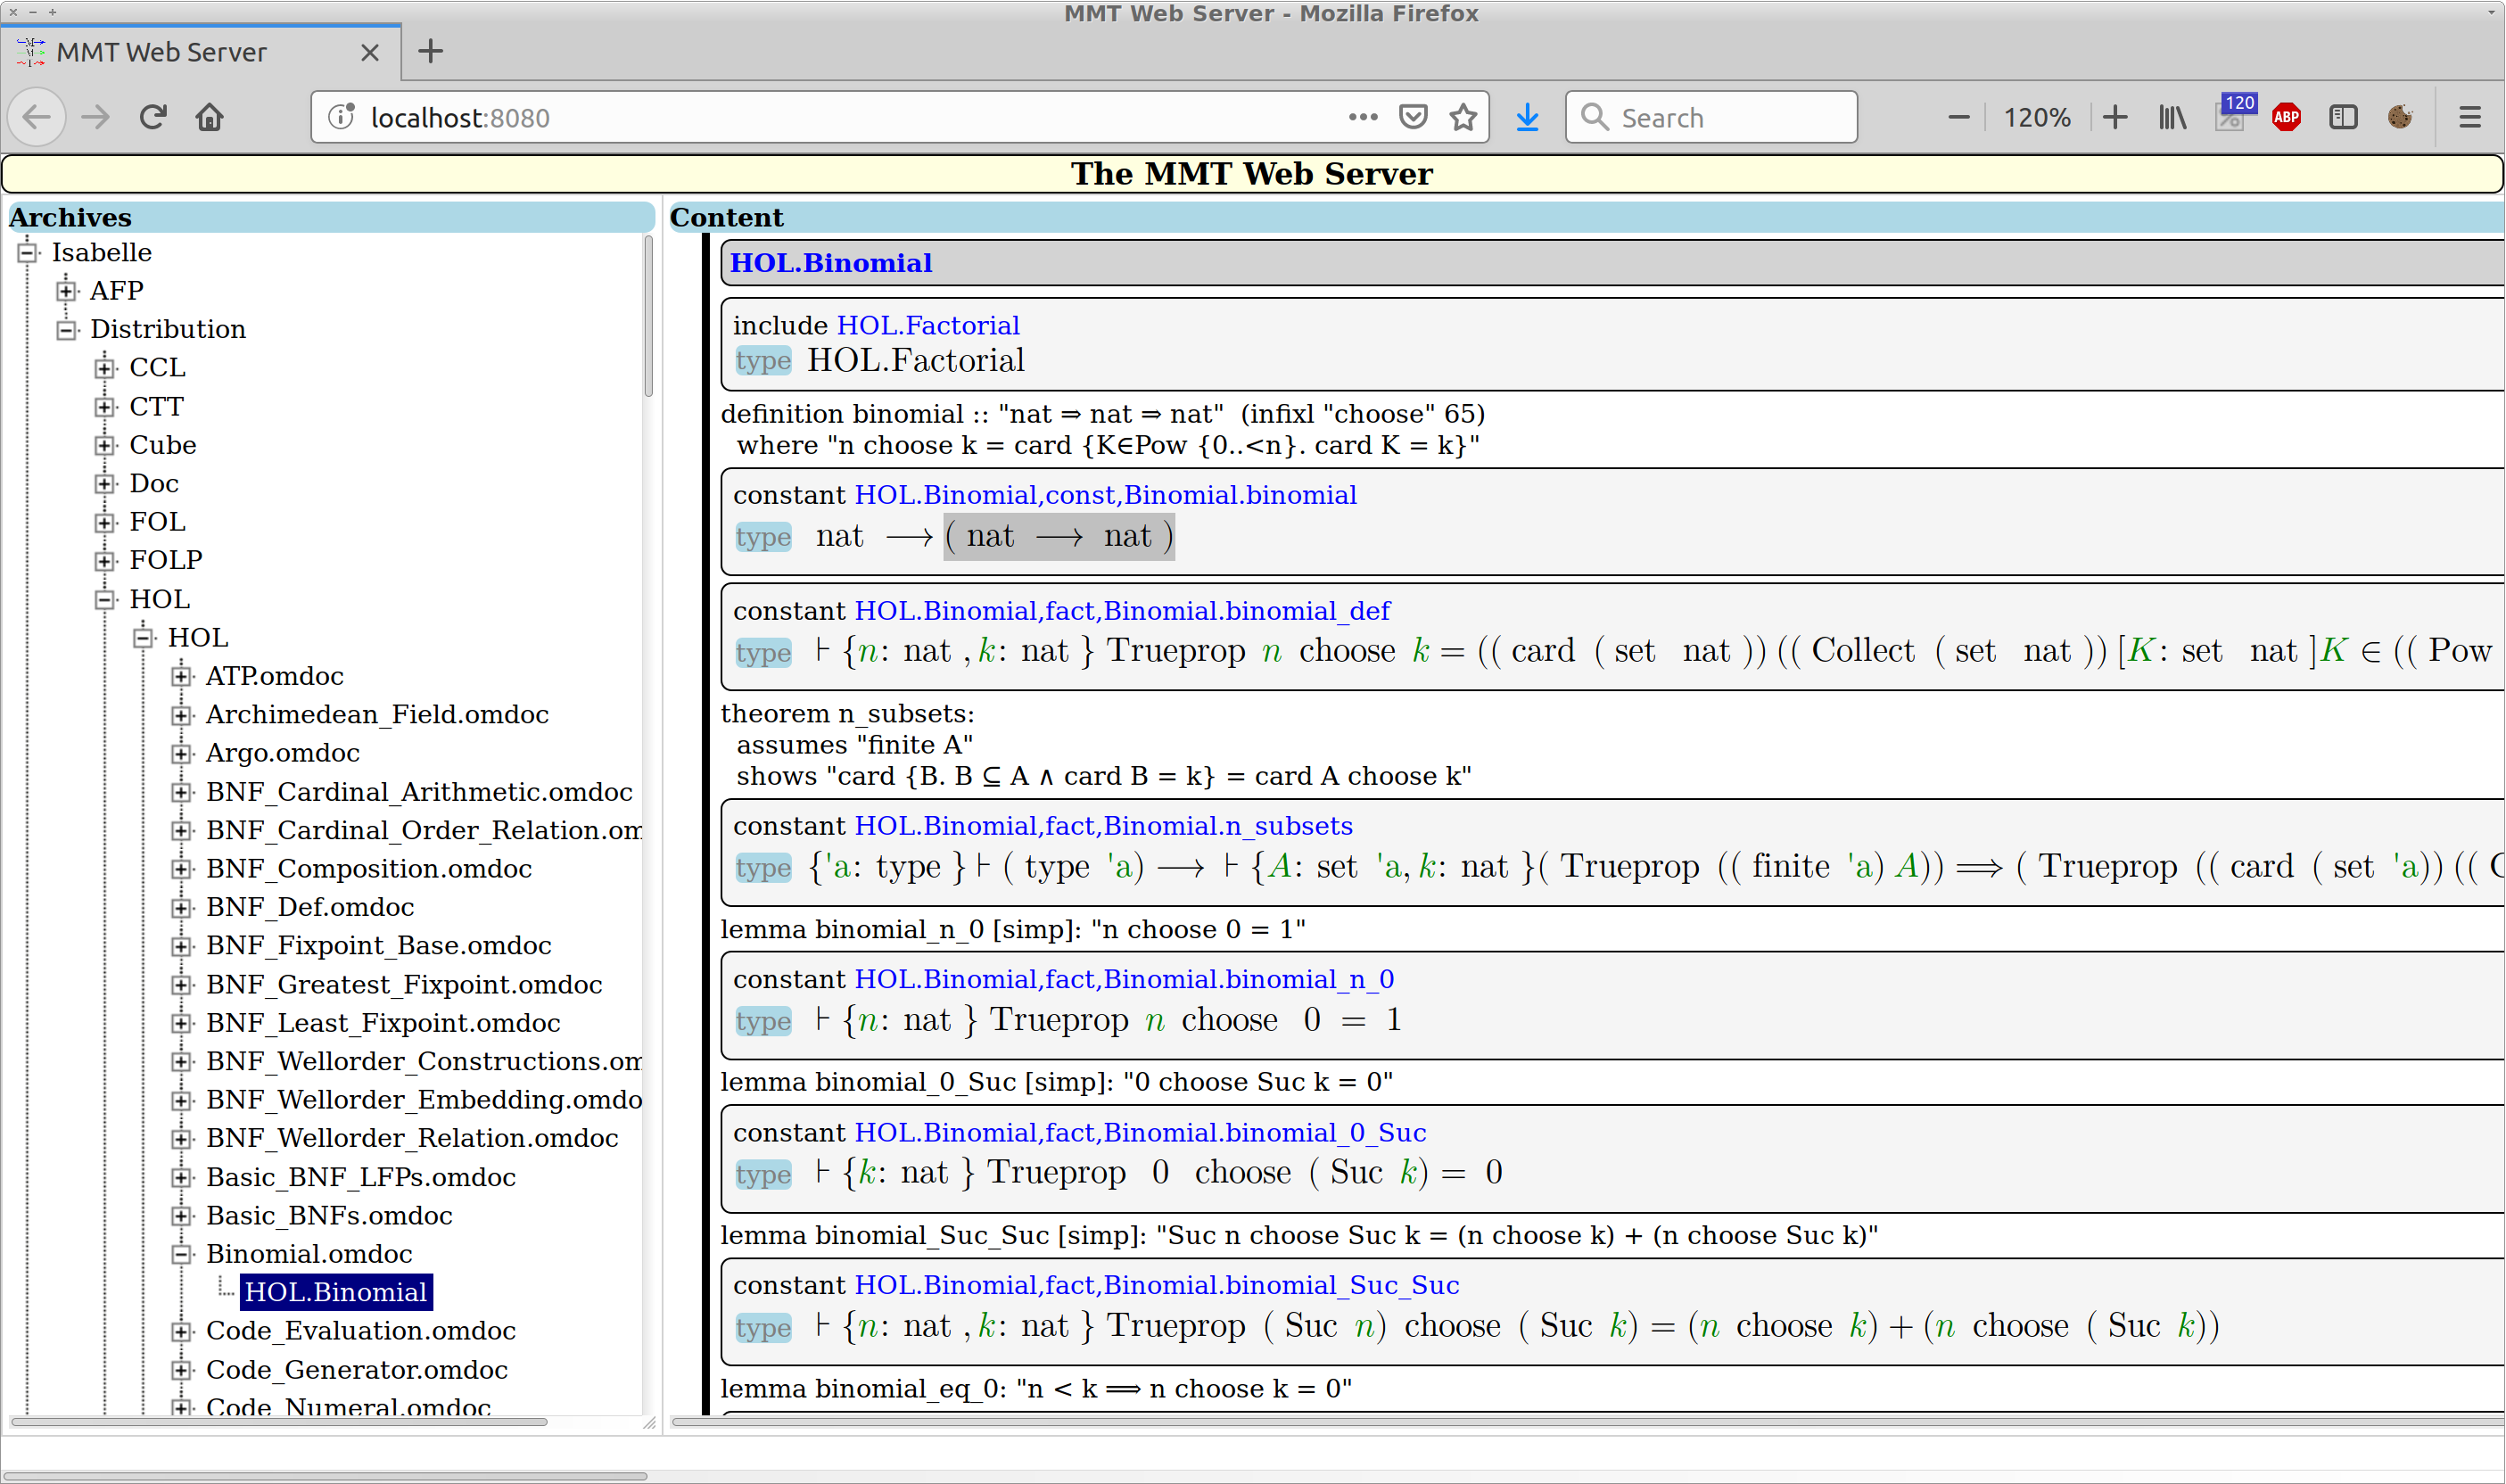 MMT Web Server - Mozilla Firefox
MMT Web Server
localhost:8080
Search
120%
120
ABP
The MMT Web Server
Archives
Isabelle
AFP
Distribution
CCL
CTT
Cube
Doc
FOL
FOLP
HOL
HOL
ATP.omdoc
Archimedean_Field.omdoc
Argo.omdoc
BNF_Cardinal_Arithmetic.omdoc
BNF_Cardinal_Order_Relation.om
BNF_Composition.omdoc
BNF_Def.omdoc
BNF_Fixpoint_Base.omdoc
BNF_Greatest_Fixpoint.omdoc
BNF_Least_Fixpoint.omdoc
BNF_Wellorder_Constructions.om
BNF_Wellorder_Embedding.omdo
BNF_Wellorder_Relation.omdoc
Basic_BNF_LFPs.omdoc
Basic_BNFs.omdoc
Binomial.omdoc
HOL.Binomial
Code_Evaluation.omdoc
Code_Generator.omdoc
Code_Numeral.omdoc
Content
HOL.Binomial
include HOL.Factorial
type HOL.Factorial
definition binomial :: "nat ⇒ nat ⇒ nat" (infixl "choose" 65)
where "n choose k = card {K∈Pow {0..<n}. card K = k}"
constant HOL.Binomial,const,Binomial.binomial
type nat ⟶ ( nat ⟶ nat )
constant HOL.Binomial,fact,Binomial.binomial_def
type ⊢ {n: nat , k: nat } Trueprop n choose k = (( card ( set nat )) (( Collect ( set nat )) [K: set nat ]K ∈ (( Pow
theorem n_subsets:
assumes "finite A"
shows "card {B. B ⊆ A ∧ card B = k} = card A choose k"
constant HOL.Binomial,fact,Binomial.n_subsets
type {'a: type } ⊢ ( type 'a) ⟶ ⊢ {A: set 'a, k: nat }( Trueprop (( finite 'a) A)) ⟹ ( Trueprop (( card ( set 'a)) ((
lemma binomial_n_0 [simp]: "n choose 0 = 1"
constant HOL.Binomial,fact,Binomial.binomial_n_0
type ⊢ {n: nat } Trueprop n choose 0 = 1
lemma binomial_0_Suc [simp]: "0 choose Suc k = 0"
constant HOL.Binomial,fact,Binomial.binomial_0_Suc
type ⊢ {k: nat } Trueprop 0 choose ( Suc k) = 0
lemma binomial_Suc_Suc [simp]: "Suc n choose Suc k = (n choose k) + (n choose Suc k)"
constant HOL.Binomial,fact,Binomial.binomial_Suc_Suc
type ⊢ {n: nat , k: nat } Trueprop ( Suc n) choose ( Suc k) = (n choose k) + (n choose ( Suc k))
lemma binomial_eq_0: "n < k ⟹ n choose k = 0"